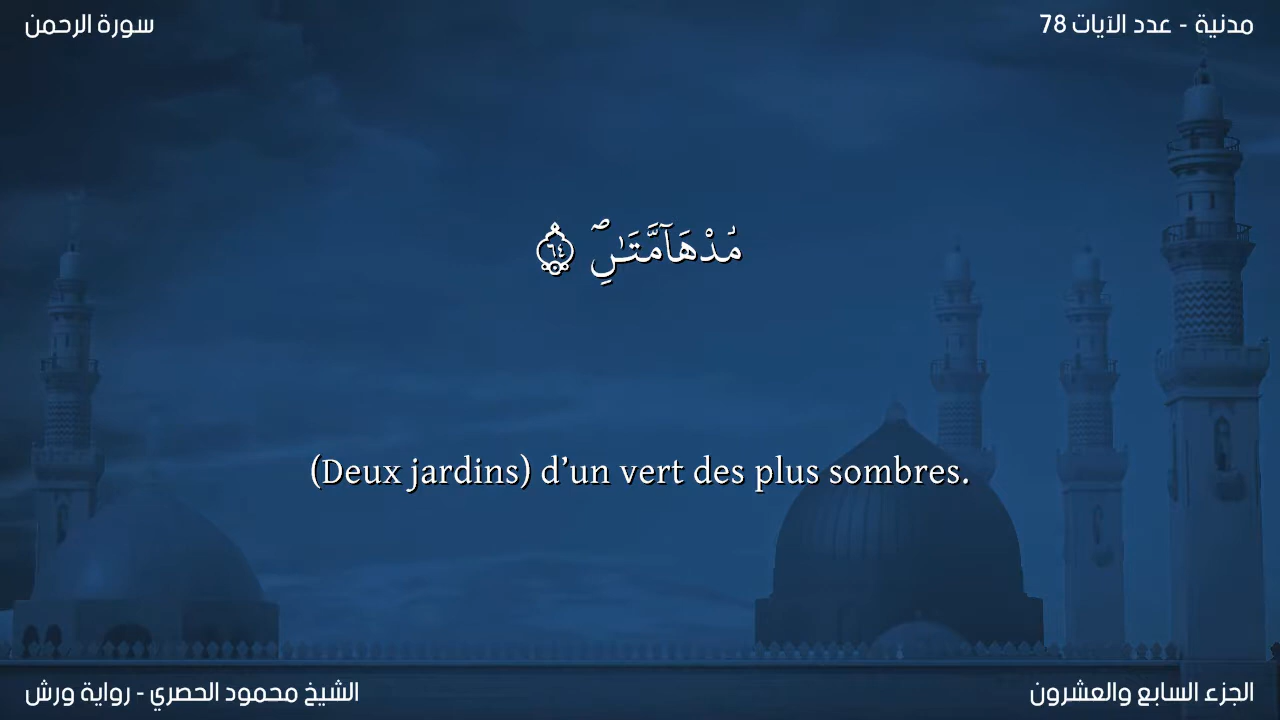 سورة الرحمن
مدنية - عدد الآيات 78
مُدْهَآمَّتَـٰنِۖ ٦٤
(Deux jardins) d’un vert des plus sombres.
الشيخ محمود الحصري - رواية ورش
الجزء السابع والعشرون